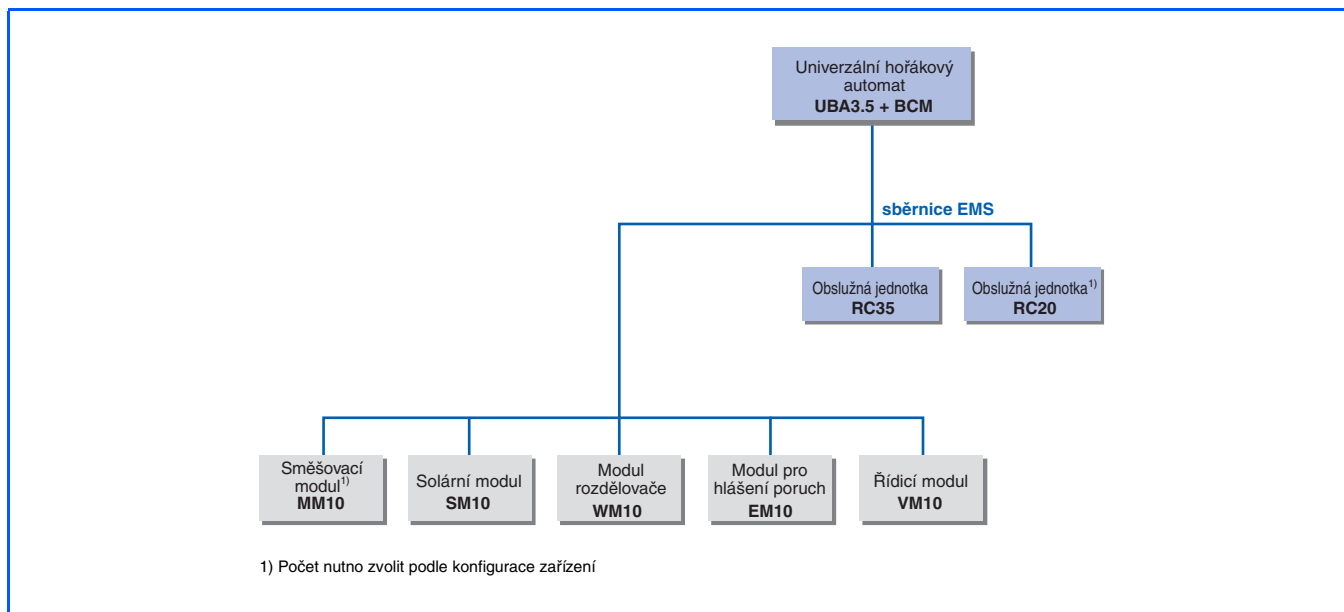 Univerzální hořákový
automat
UBA3.5 + BCM
sběrnice EMS
Obslužná jednotka
RC35
Obslužná jednotka1)
RC20
Směšovací
modul1)
MM10
Solární modul
SM10
Modul
rozdělovače
WM10
Modul pro
hlášení poruch
EM10
Řídicí modul
VM10
1) Počet nutno zvolit podle konfigurace zařízení